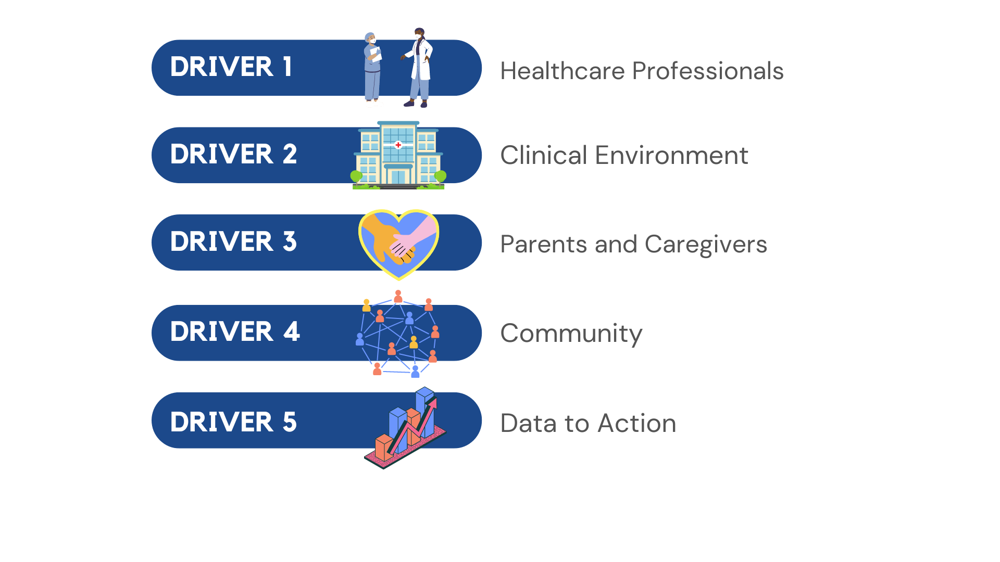 DRIVER 1
Healthcare Professionals
DRIVER 2
Clinical Environment
DRIVER 3
Parents and Caregivers
DRIVER 4
Community
DRIVER 5
Data to Action